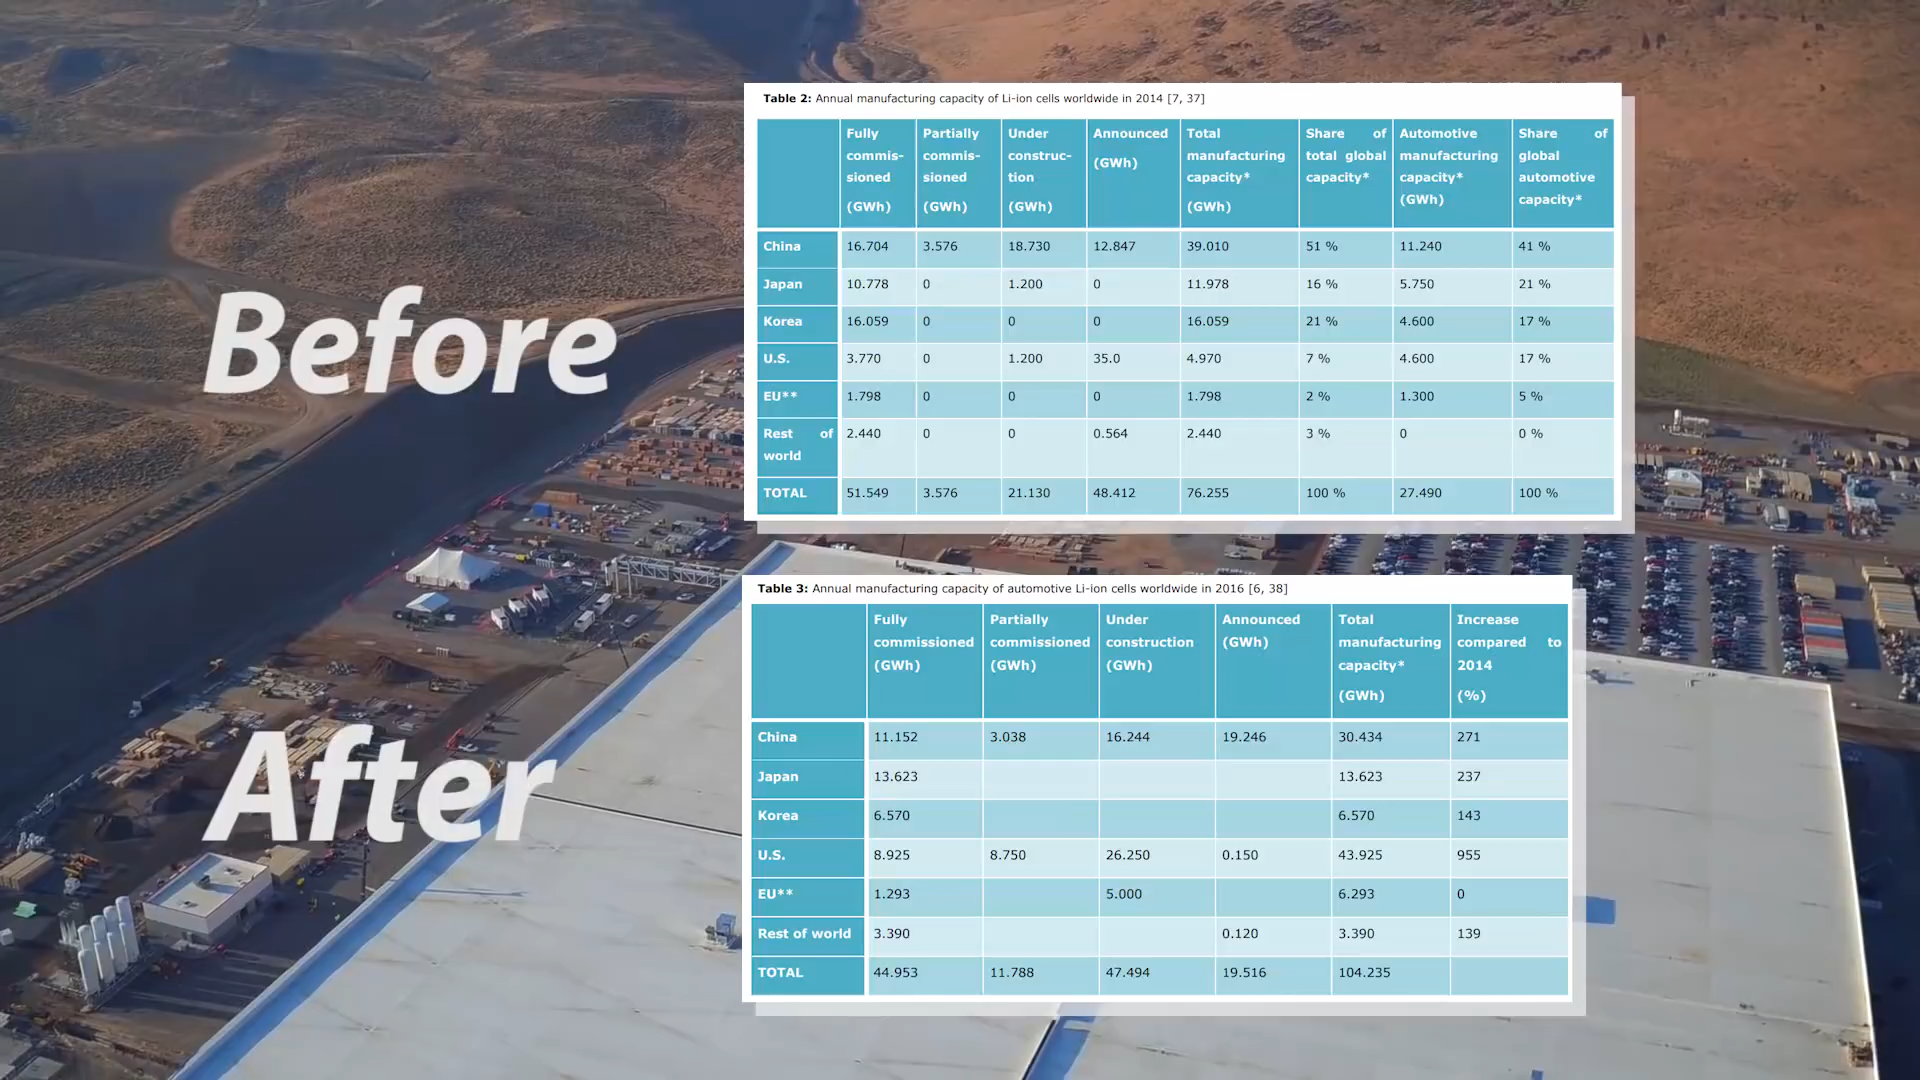 Before
Table 2: Annual manufacturing capacity of Li-ion cells worldwide in 2014 [7, 37]
Fully commis-sioned (GWh) Partially commis-sioned (GWh) Under construc-tion (GWh) Announced (GWh) Total manufacturing capacity* (GWh) Share of total global capacity* Automotive manufacturing capacity* (GWh) Share of global automotive capacity*
China 16.704 3.576 18.730 12.847 39.010 51 % 11.240 41 %
Japan 10.778 0 1.200 0 11.978 16 % 5.750 21 %
Korea 16.059 0 0 0 16.059 21 % 4.600 17 %
U.S. 3.770 0 1.200 35.0 4.970 7 % 4.600 17 %
EU** 1.798 0 0 0 1.798 2 % 1.300 5 %
Rest of world 2.440 0 0 0.564 2.440 3 % 0 0 %
TOTAL 51.549 3.576 21.130 48.412 76.255 100 % 27.490 100 %
After
Table 3: Annual manufacturing capacity of automotive Li-ion cells worldwide in 2016 [6, 38]
Fully commissioned (GWh) Partially commissioned (GWh) Under construction (GWh) Announced (GWh) Total manufacturing capacity* (GWh) Increase compared to 2014 (%)
China 11.152 3.038 16.244 19.246 30.434 271
Japan 13.623 13.623 237
Korea 6.570 6.570 143
U.S. 8.925 8.750 26.250 0.150 43.925 955
EU** 1.293 5.000 6.293 0
Rest of world 3.390 0.120 3.390 139
TOTAL 44.953 11.788 47.494 19.516 104.235